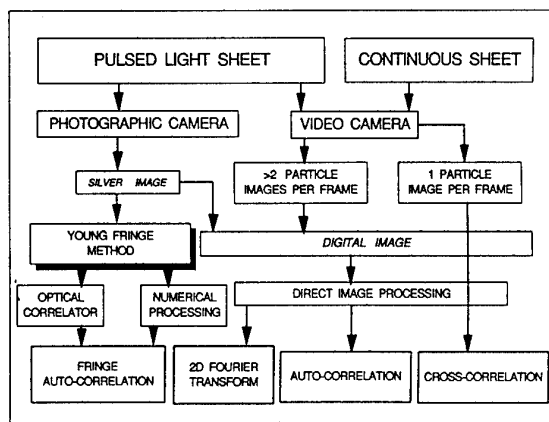 PULSED LIGHT SHEET
CONTINUOUS SHEET
PHOTOGRAPHIC CAMERA
VIDEO CAMERA
SILVER IMAGE
>2 PARTICLE
IMAGES PER FRAME
1 PARTICLE
IMAGE PER FRAME
YOUNG FRINGE
METHOD
DIGITAL IMAGE
OPTICAL
CORRELATOR
NUMERICAL
PROCESSING
DIRECT IMAGE PROCESSING
FRINGE
AUTO-CORRELATION
2D FOURIER
TRANSFORM
AUTO-CORRELATION
CROSS-CORRELATION